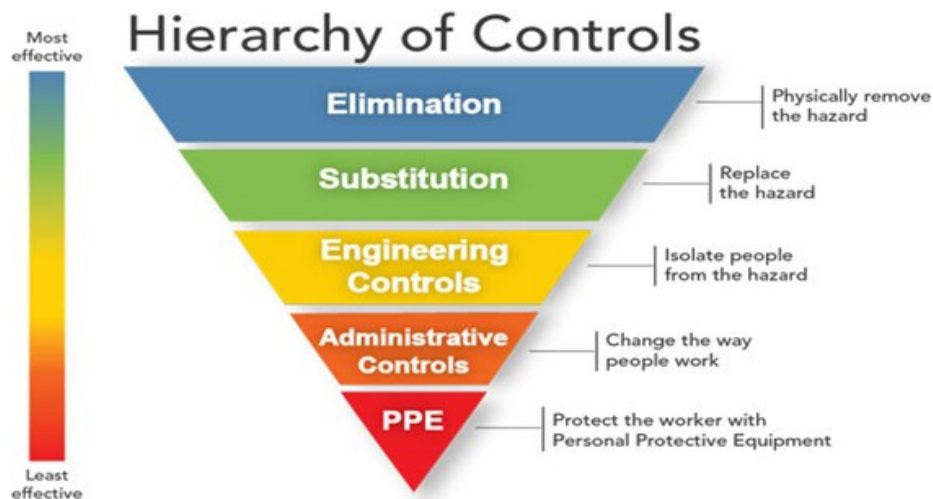 Hierarchy of Controls
Most
effective
Elimination
Physically remove
the hazard
Substitution
Replace
the hazard
Engineering
Controls
Isolate people
from the hazard
Administrative
Controls
Change the way
people work
PPE
Protect the worker with
Personal Protective Equipment
Least
effective